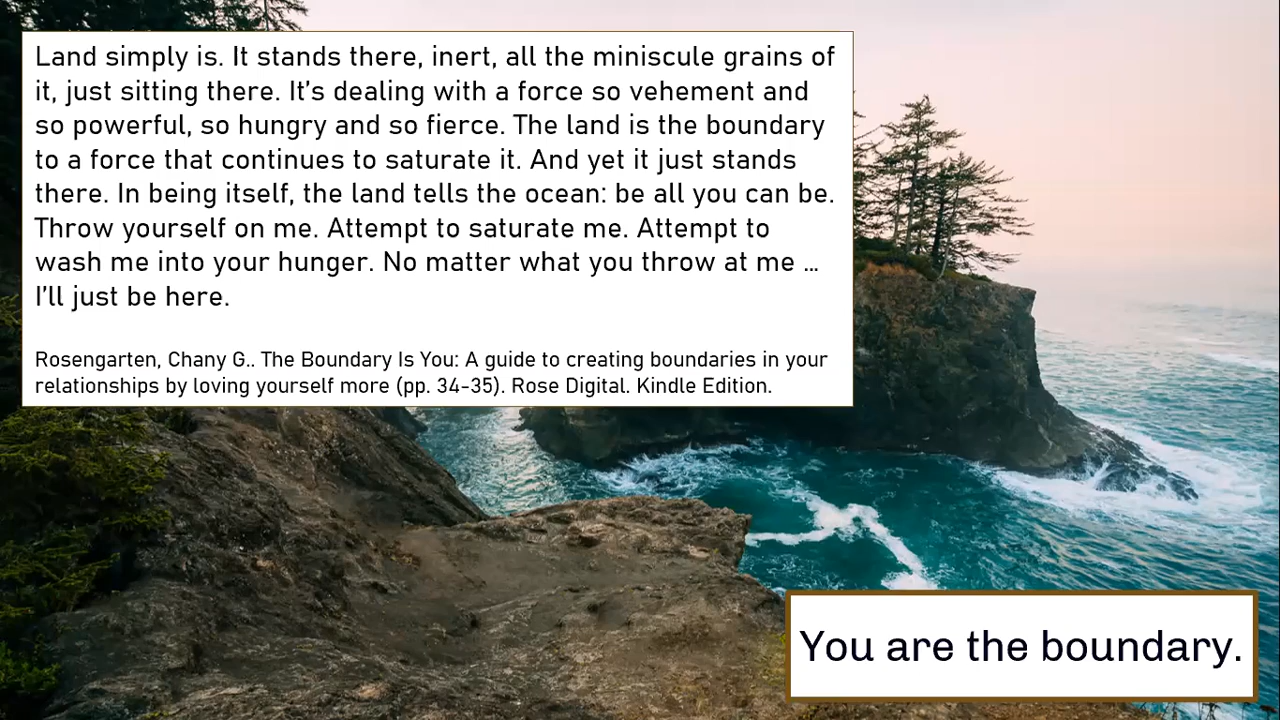 Land simply is. It stands there, inert, all the miniscule grains of
it, just sitting there. It’s dealing with a force so vehement and
so powerful, so hungry and so fierce. The land is the boundary
to a force that continues to saturate it. And yet it just stands
there. In being itself, the land tells the ocean: be all you can be.
Throw yourself on me. Attempt to saturate me. Attempt to
wash me into your hunger. No matter what you throw at me …
I’ll just be here.
Rosengarten, Chany G.. The Boundary Is You: A guide to creating boundaries in your
relationships by loving yourself more (pp. 34-35). Rose Digital. Kindle Edition.
You are the boundary.